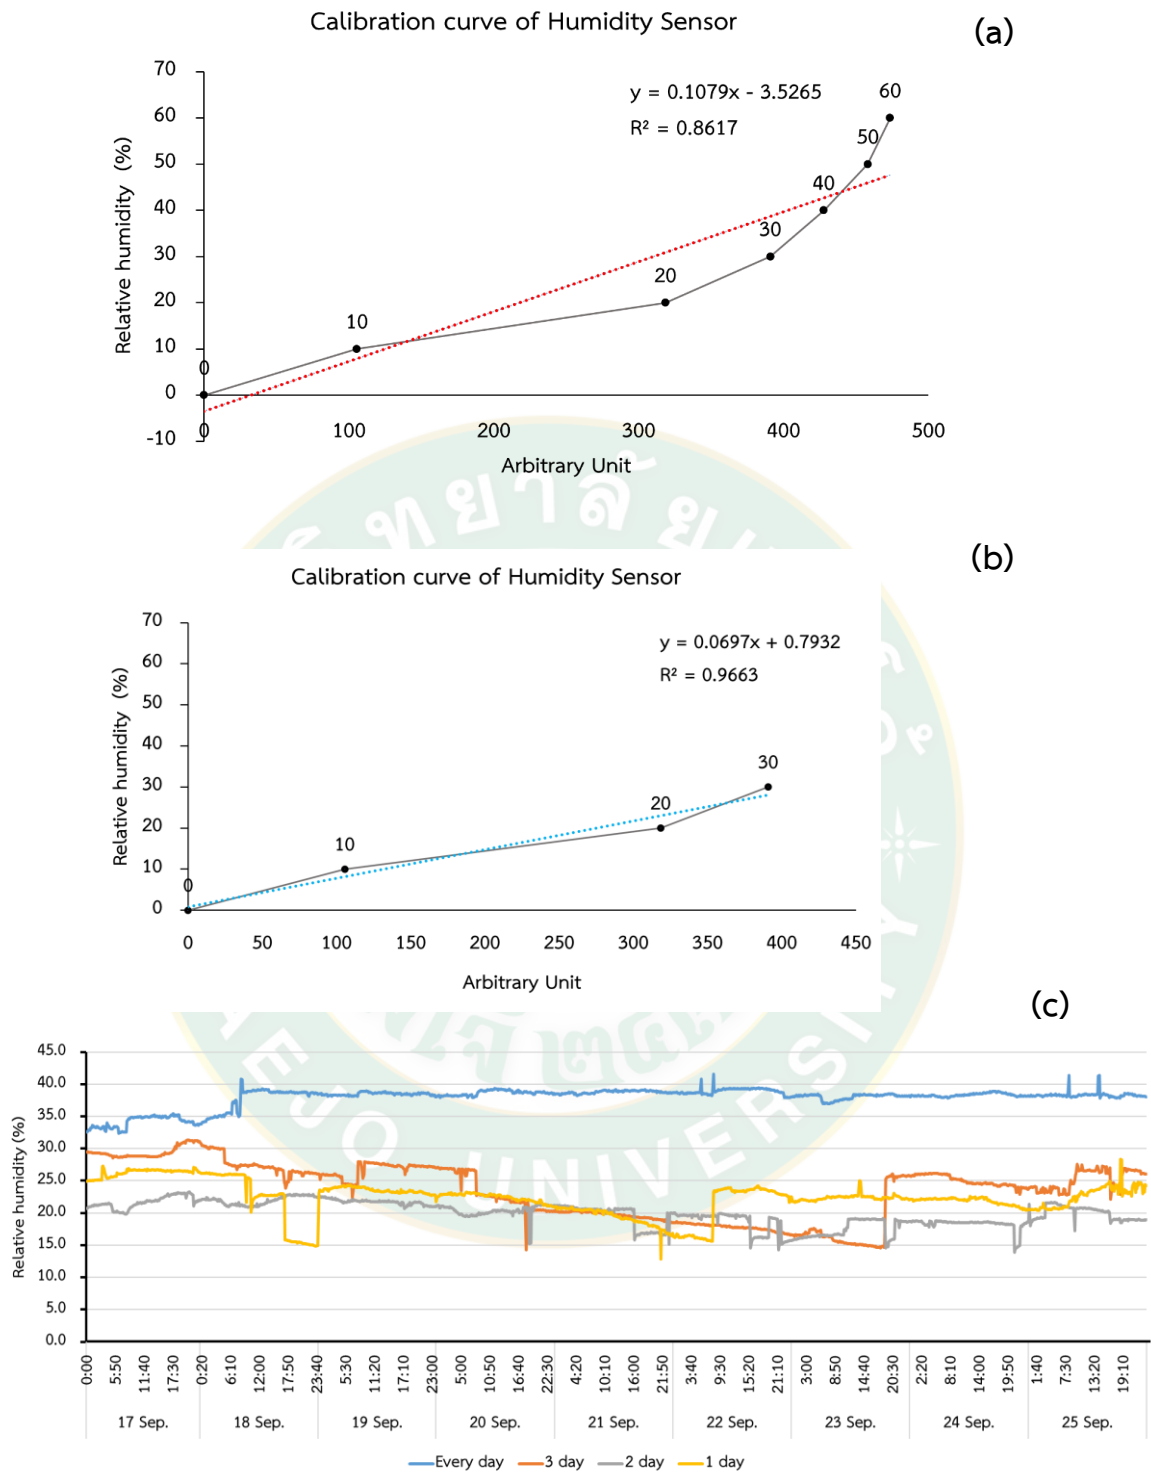 Calibration curve of Humidity Sensor
(a)
y = 0.1079x - 3.5265
R² = 0.8617
Relative humidity (%)
70
60
50
40
30
20
10
0
-10
0
10
20
30
40
50
60
0 100 200 300 400 500
Arbitrary Unit
ทยาลัย
(b)
Calibration curve of Humidity Sensor
y = 0.0697x + 0.7932
R² = 0.9663
Relative humidity (%)
70
60
50
40
30
20
10
0
0
10
20
30
0 50 100 150 200 250 300 350 400 450
Arbitrary Unit
(c)
Relative humidity (%)
45.0
40.0
35.0
30.0
25.0
20.0
15.0
10.0
5.0
0.0
0:00 5:50 11:40 17:30 0:20 6:10 12:00 17:50 23:40 5:30 11:20 17:10 23:00 5:00 10:50 16:40 22:30 4:20 10:10 16:00 21:50 3:40 9:30 15:20 21:10 3:00 8:50 14:40 20:30 2:20 8:10 14:00 19:50 1:40 7:30 13:20 19:10
17 Sep. 18 Sep. 19 Sep. 20 Sep. 21 Sep. 22 Sep. 23 Sep. 24 Sep. 25 Sep.
Every day 3 day 2 day 1 day
EJO UNIVERSITY